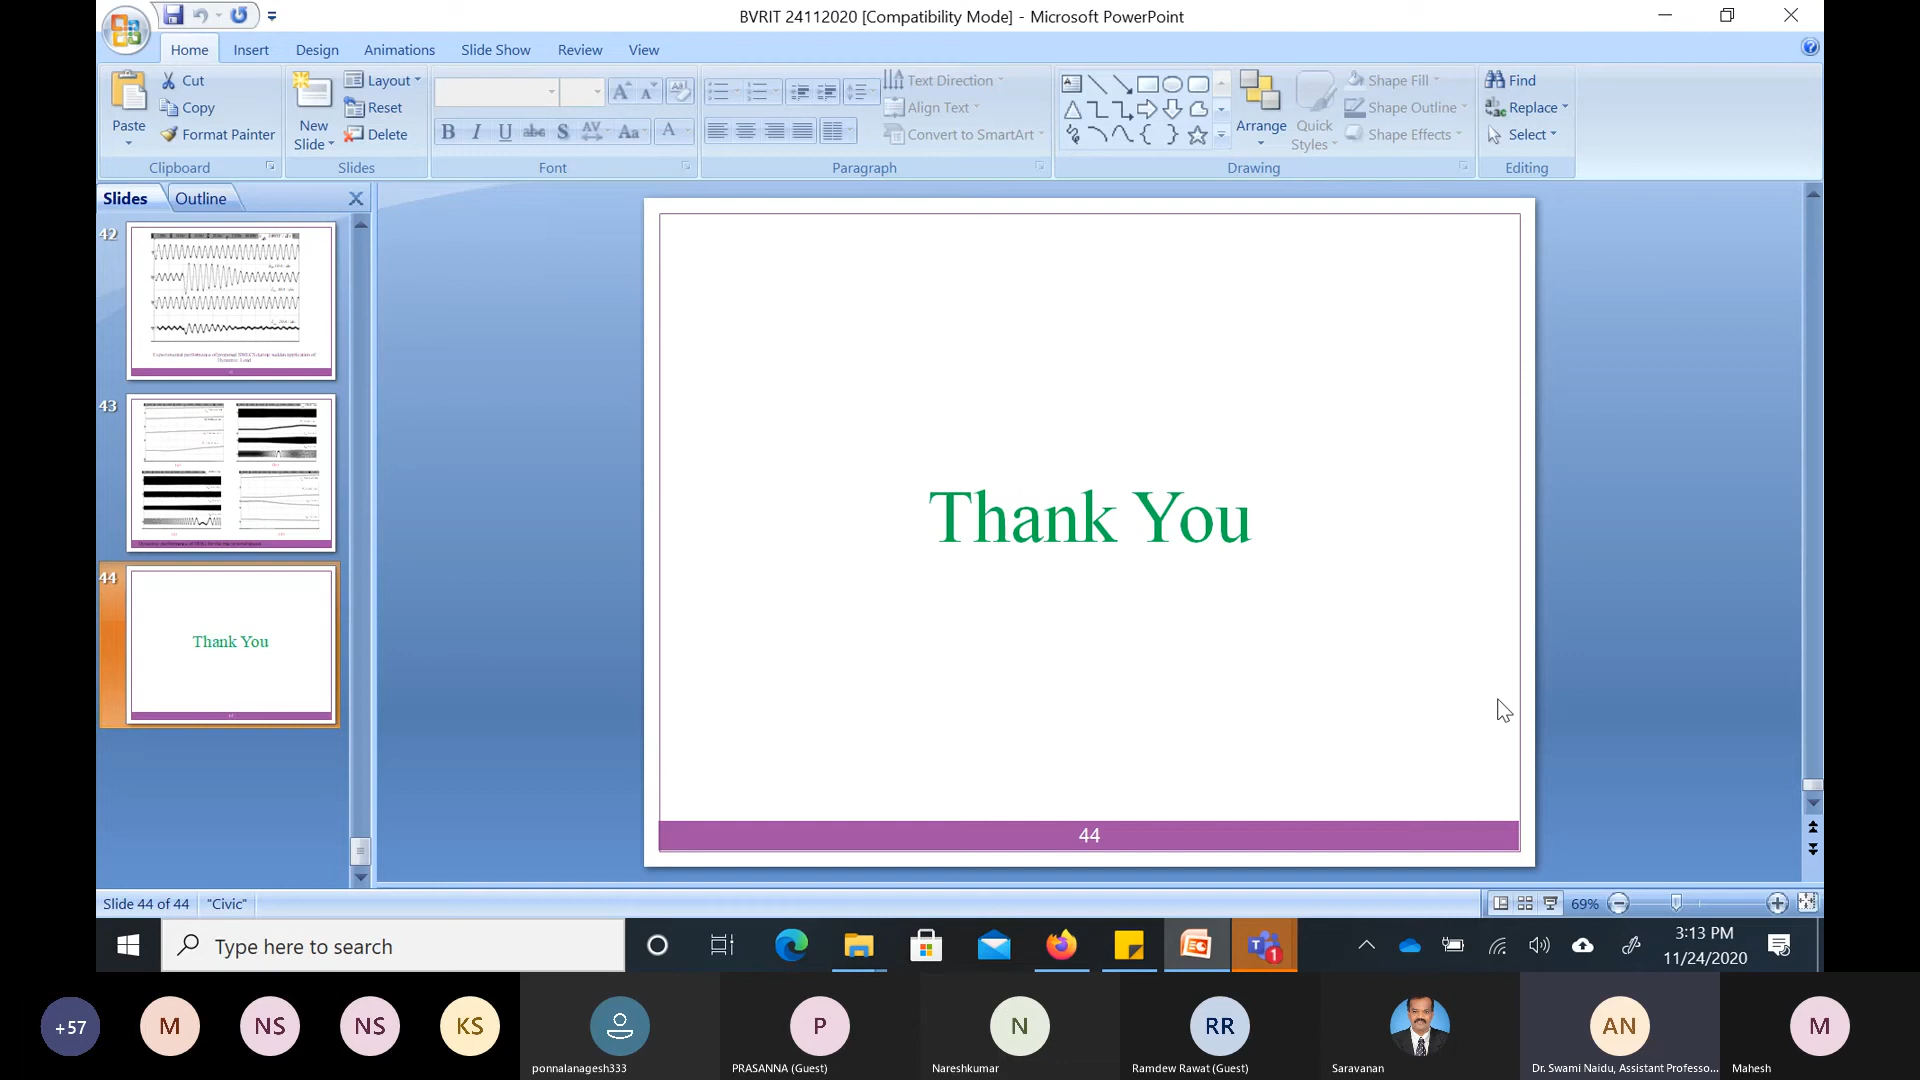 BVRIT 24112020 [Compatibility Mode] - Microsoft PowerPoint
Home Insert Design Animations Slide Show Review View
Paste
Cut
Copy
Format Painter
Clipboard
New Slide
Layout
Reset
Delete
Slides
Font
Text Direction
Align Text
Convert to SmartArt
Paragraph
Arrange
Quick Styles
Shape Fill
Shape Outline
Shape Effects
Drawing
Find
Replace
Select
Editing
Slides Outline
42
43
44
Thank You
Thank You
44
Slide 44 of 44 "Civic"
69%
Type here to search
1
3:13 PM
11/24/2020
+57
M
NS
NS
KS
ponnalanagesh333
P
PRASANNA (Guest)
N
Nareshkumar
RR
Ramdew Rawat (Guest)
Saravanan
AN
Dr. Swami Naidu, Assistant Professo...
M
Mahesh